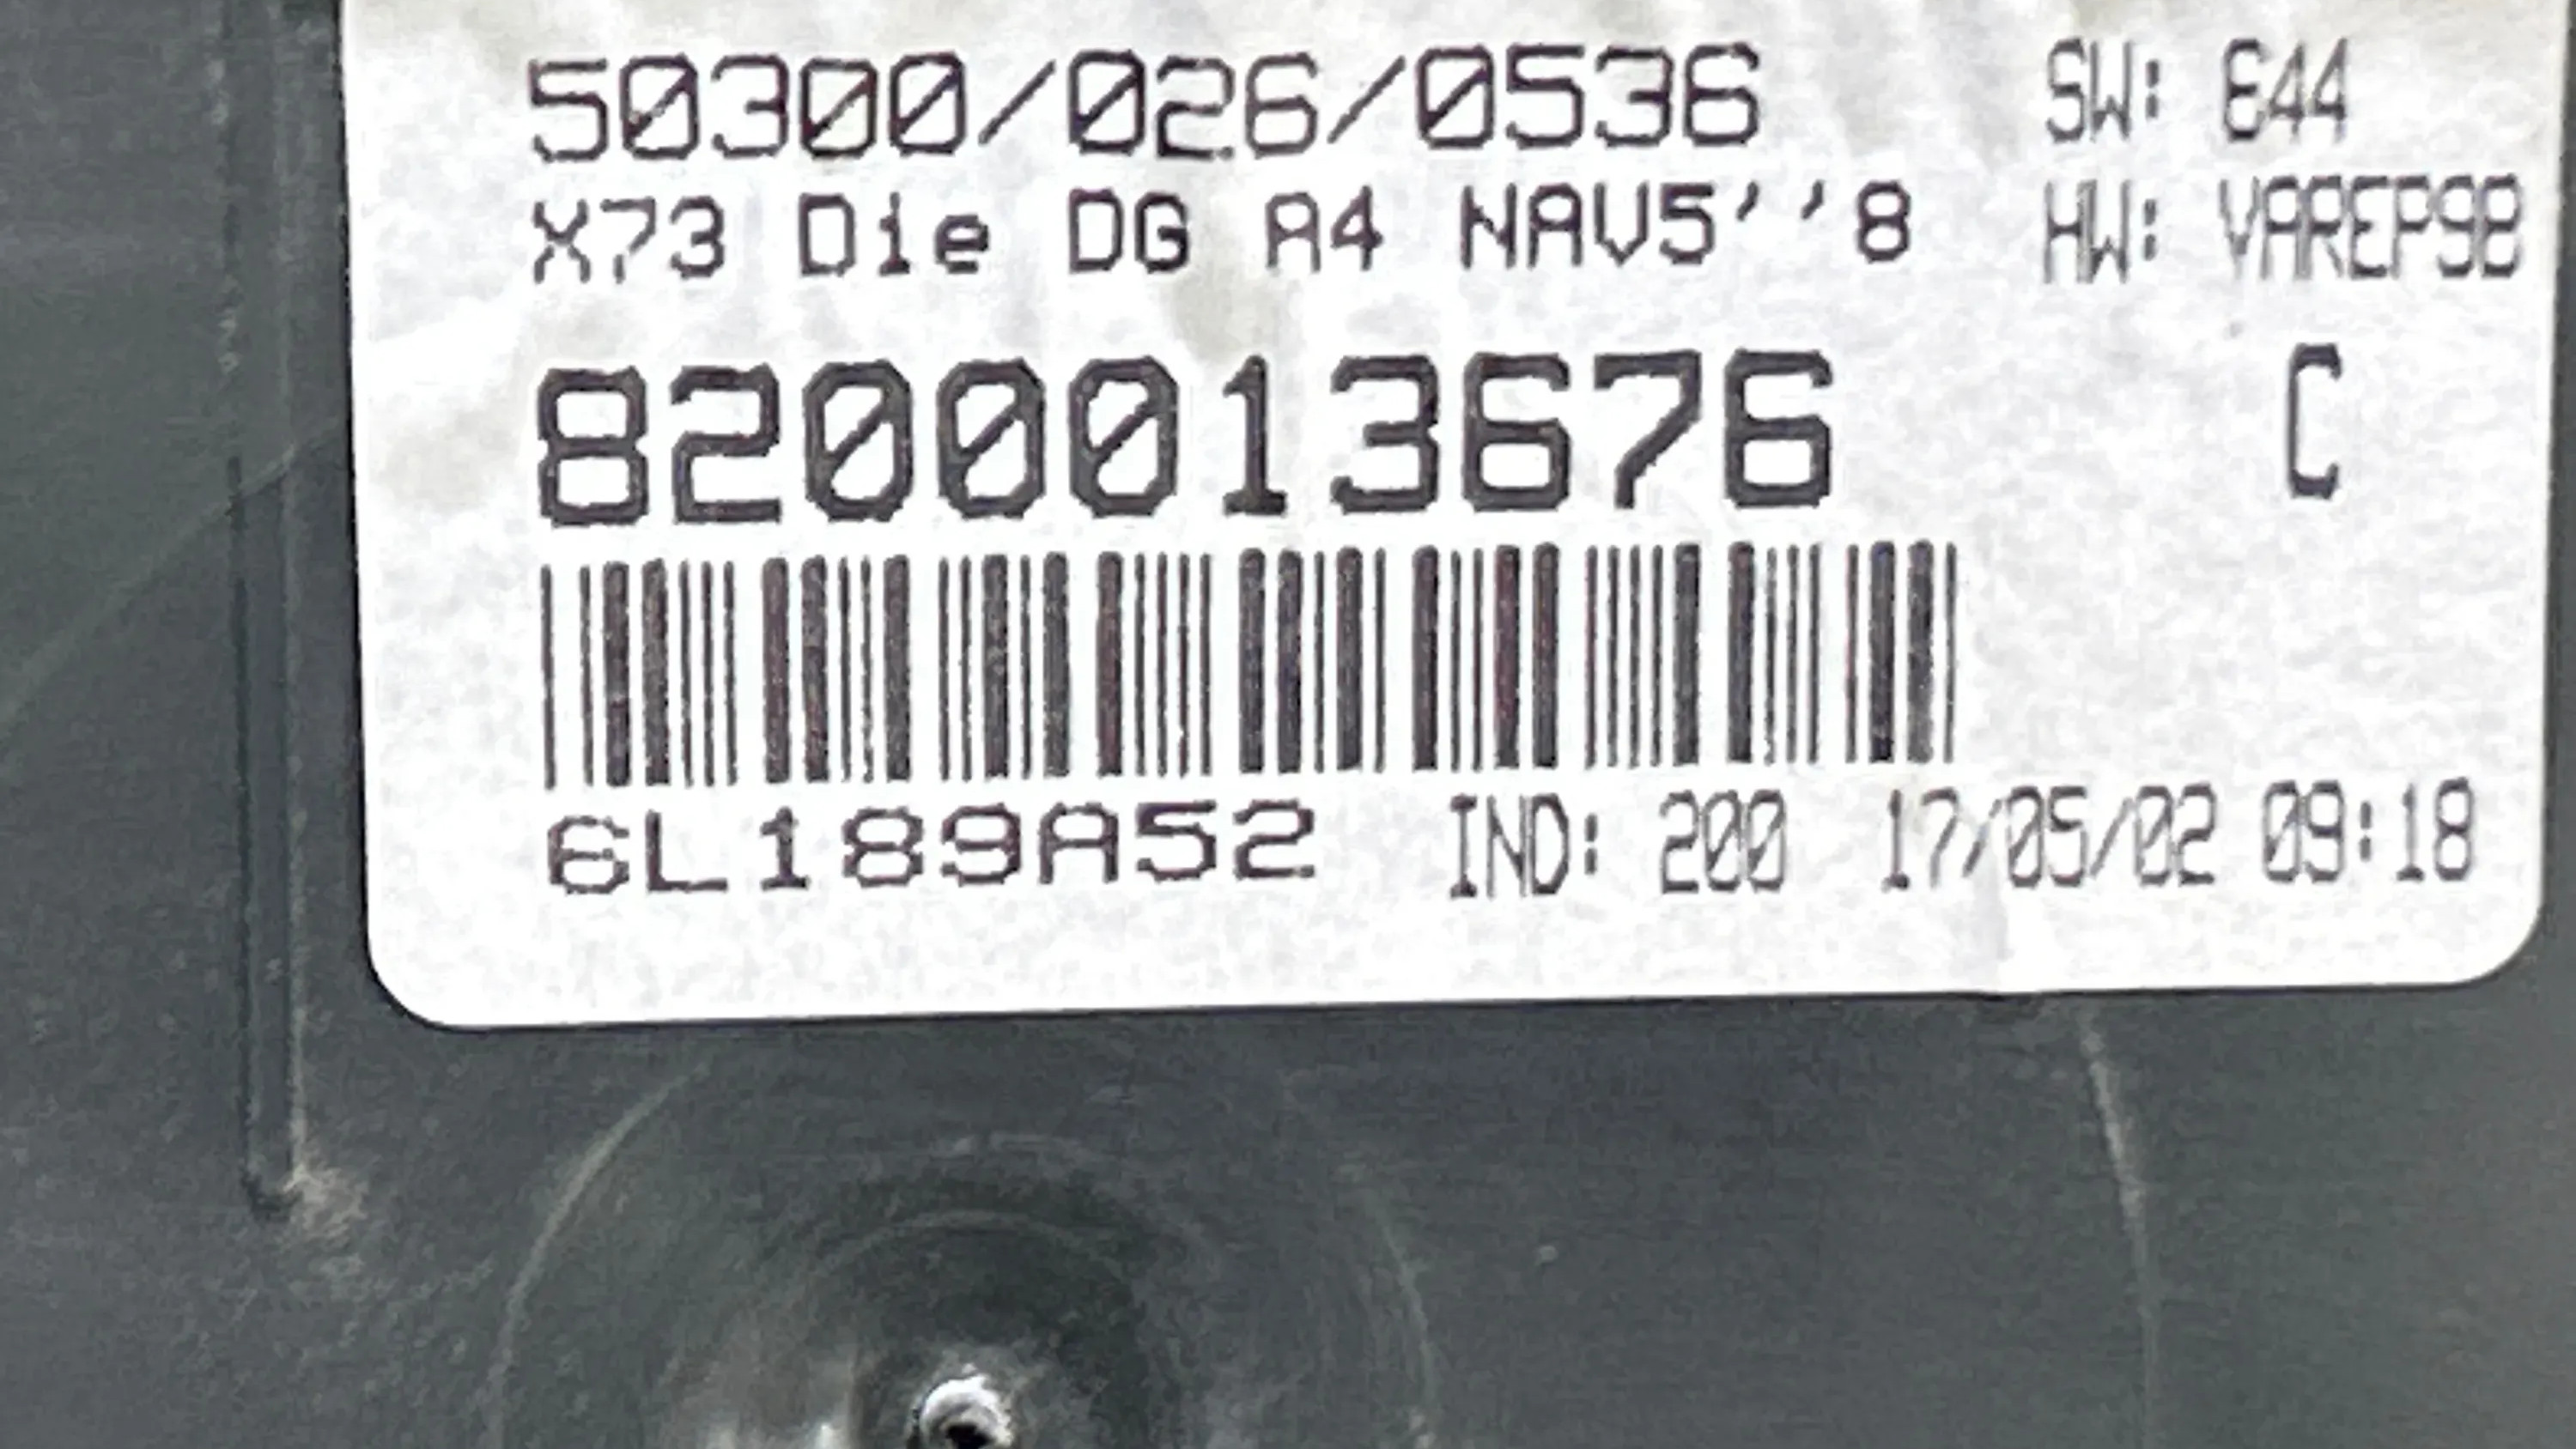 50300/026/0536 SW: 644
X73 Die DG A4 NAV5''8 HW: VAREP98
8200013676 C
6L189A52 IND: 200 17/05/02 09:18